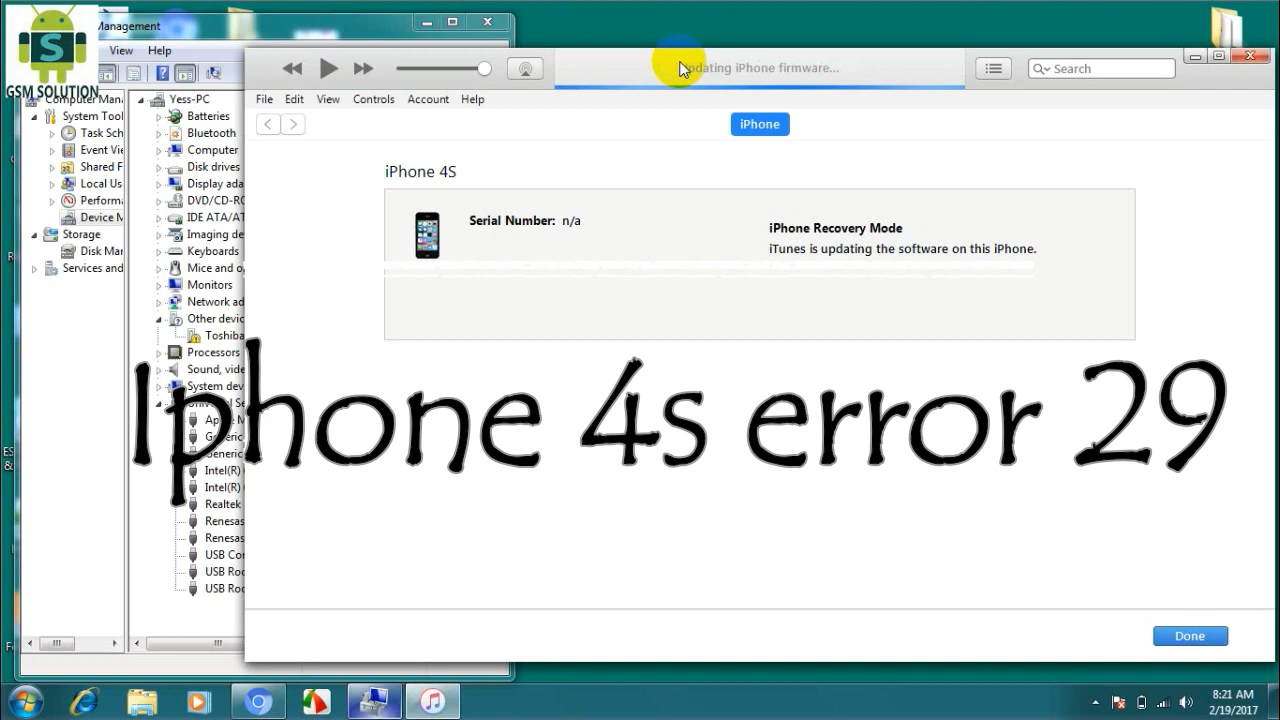 Management
View Help
GSM SOLUTION
Computer Mana
System Tool
Task Sch
Event Vie
Shared F
Local Us
Perform
Device M
Storage
Disk Mar
Services and
Yess-PC
Batteries
Bluetooth
Computer
Disk drives
Display ada
DVD/CD-RO
IDE ATA/AT
Imaging de
Keyboards
Mice and o
Monitors
Network ad
Other devic
Toshiba
Processors
Sound, vide
System dev
Intel(R)
Intel(R)
Realtek
Renesas
Renesas
USB Cor
USB Roo
USB Roo
pdating iPhone firmware...
Search
File Edit View Controls Account Help
iPhone
iPhone 4S
Serial Number: n/a
iPhone Recovery Mode
iTunes is updating the software on this iPhone.
Iphone 4s error 29
Done
8:21 AM
2/19/2017